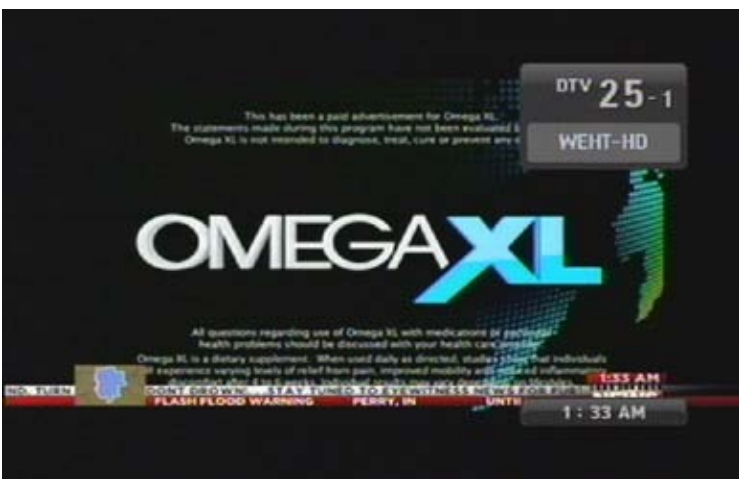 DTV 25-1
WEHT-HD
This has been a paid advertisement for Omega XL.
The statements made during this program have not been evaluated
Omega XL is not intended to diagnose, treat, cure or prevent any
OMEGA XL
All questions regarding use of Omega XL with medications or particular
health problems should be discussed with your health care
Omega XL is a dietary supplement. When used daily as directed, studies show that individuals
experience varying levels of relief from pain, improved mobility and
1:33 AM
ND, TURN DONT DROWN... STAY TUNED TO EYEWITNESS NEWS FOR
FLASH FLOOD WARNING PERRY, IN UNTIL
1:33 AM